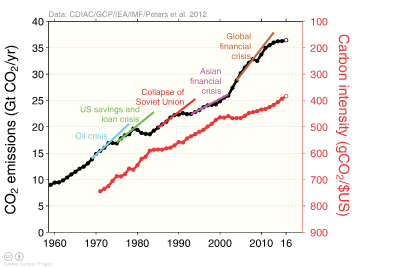 Data: CDIAC/GCP/IEA/IMF/Peters et al. 2012
CO2 emissions (Gt CO2/yr)
40
35
30
25
20
15
10
5
0
Oil crisis
US savings and
loan crisis
Collapse of
Soviet Union
Asian
financial
crisis
Global
financial
crisis
100
200
300
400
500
600
700
800
900
Carbon intensity (gCO2/$US)
1960
1970
1980
1990
2000
2010
16
Global Carbon Project